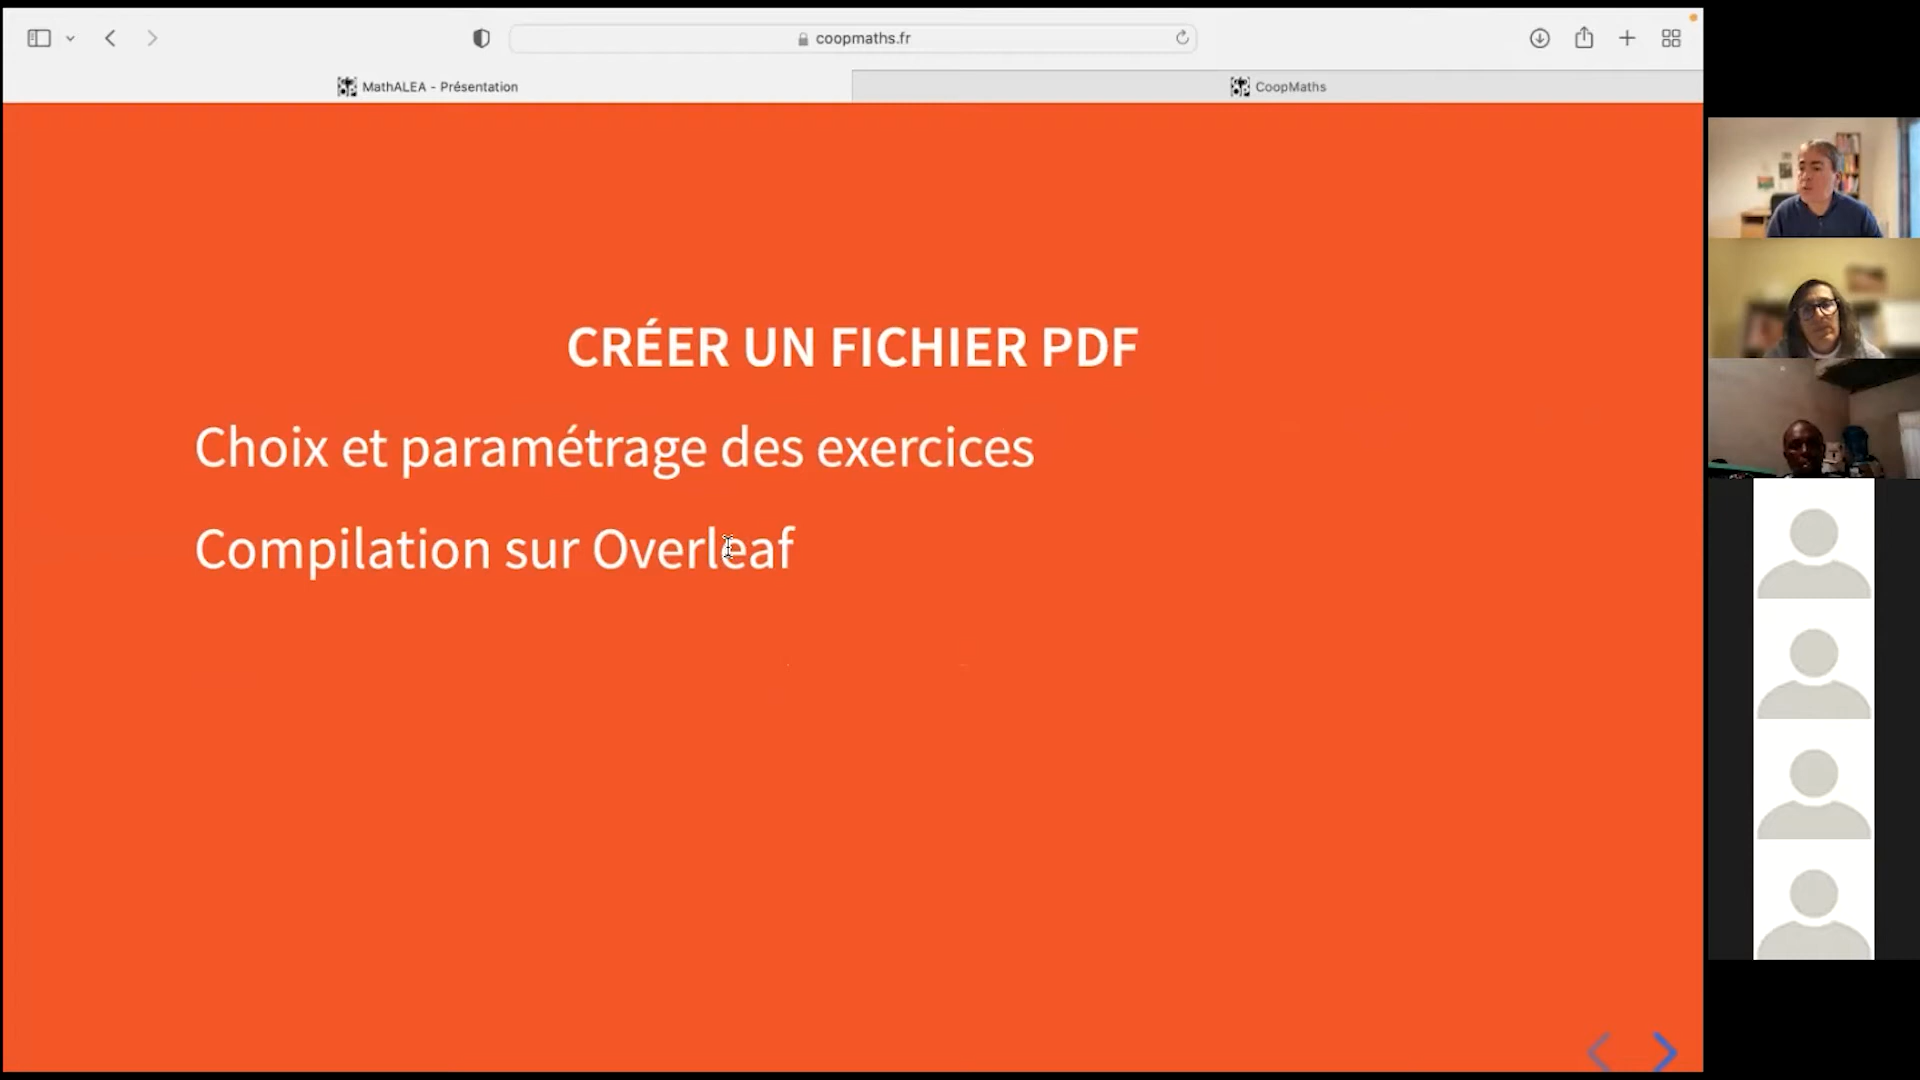 coopmaths.fr
MathALEA - Présentation
CoopMaths
CRÉER UN FICHIER PDF
Choix et paramétrage des exercices
Compilation sur Overleaf